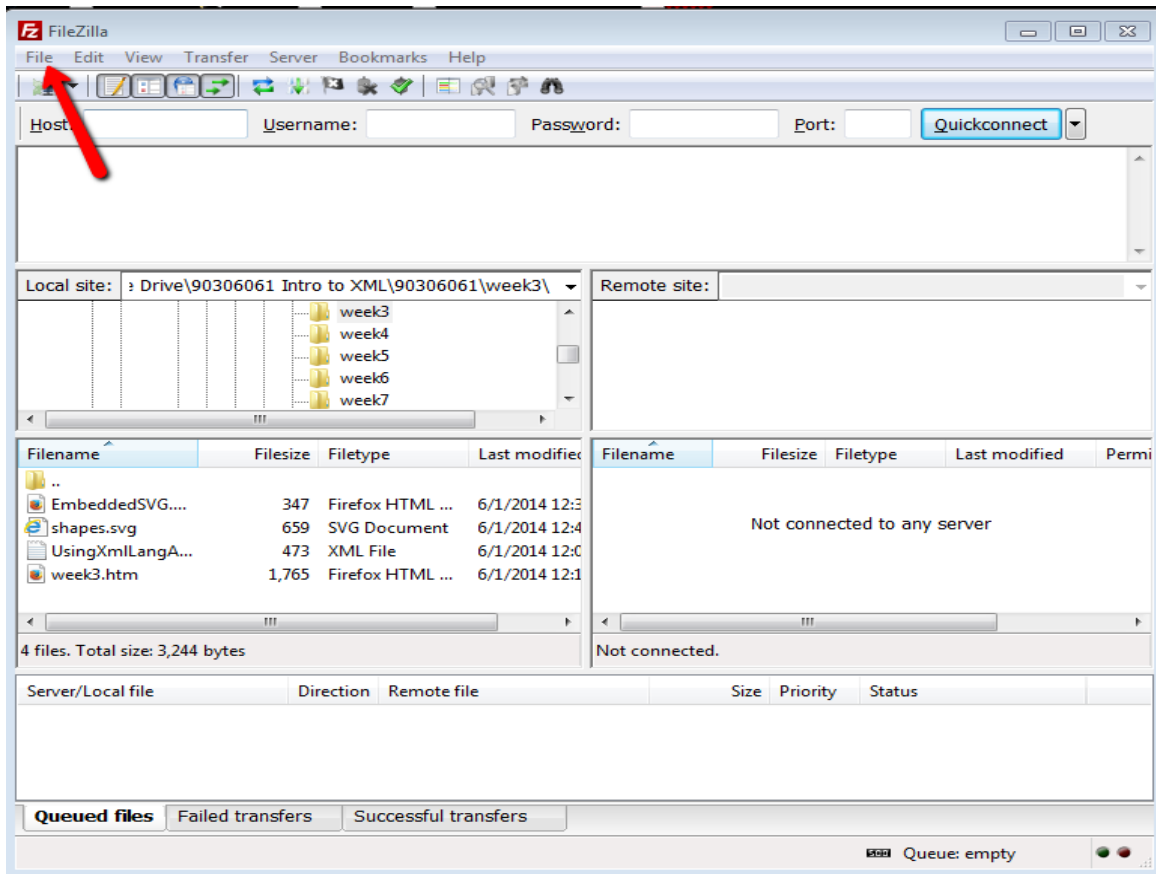 FileZilla
File Edit View Transfer Server Bookmarks Help
Host: Username: Password: Port: Quickconnect
Local site: e Drive\90306061 Intro to XML\90306061\week3\ Remote site:
week3
week4
week5
week6
week7
Filename Filesize Filetype Last modified Filename Filesize Filetype Last modified Permi
..
EmbeddedSVG.... 347 Firefox HTML ... 6/1/2014 12:3
shapes.svg 659 SVG Document 6/1/2014 12:4
Not connected to any server
UsingXmlLangA... 473 XML File 6/1/2014 12:0
week3.htm 1,765 Firefox HTML ... 6/1/2014 12:1
4 files. Total size: 3,244 bytes Not connected.
Server/Local file Direction Remote file Size Priority Status
Queued files Failed transfers Successful transfers
Queue: empty